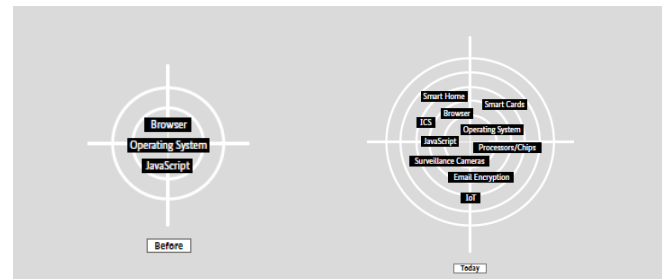 Browser
Operating System
JavaScript
Before
Smart Home
Smart Cards
Browser
ICS
Operating System
JavaScript
Processors/Chips
Surveillance Cameras
Email Encryption
IoT
Today